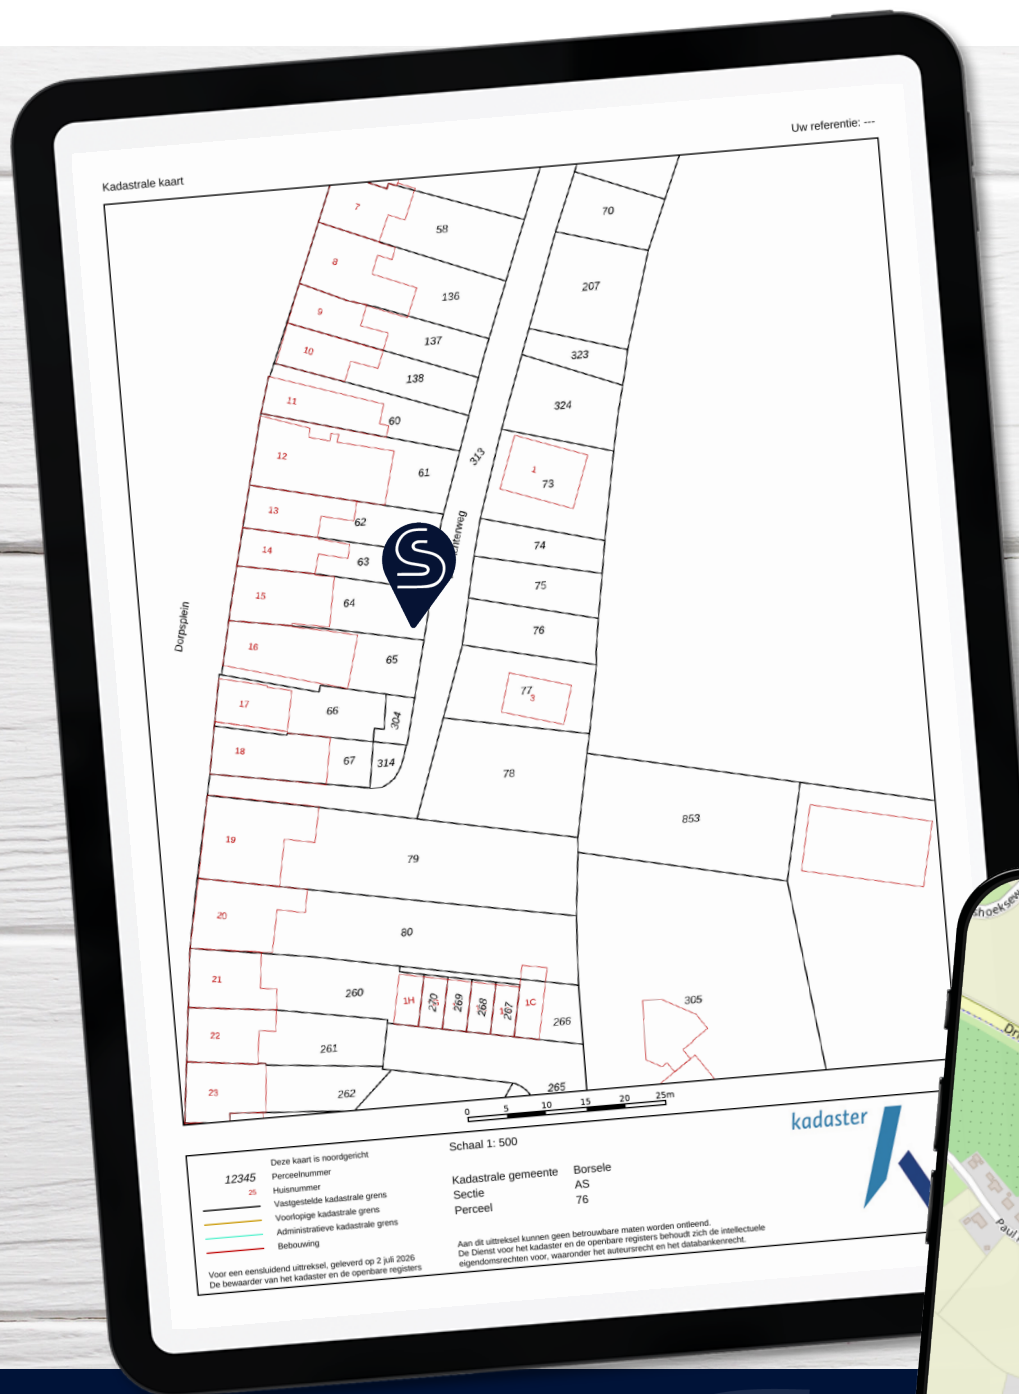 Uw referentie: ---
Kadastrale kaart
7
58
70
8
136
207
9
137
10
138
323
11
60
324
12
61
313
1
73
13
62
14
63
74
15
64
75
Dorpsplein
16
65
76
17
66
304
77
3
18
67
314
78
853
19
79
20
80
21
260
1H
270
269
268
267
1C
266
305
22
261
23
262
265
0 5 10 15 20 25m
Schaal 1: 500
kadaster
12345
25
Deze kaart is noordgericht
Perceelnummer
Huisnummer
Vastgestelde kadastrale grens
Voorlopige kadastrale grens
Administratieve kadastrale grens
Bebouwing
Kadastrale gemeente Borsele
Sectie AS
Perceel 76
Voor een eensluidend uittreksel, geleverd op 2 juli 2026
De bewaarder van het kadaster en de openbare registers
Aan dit uittreksel kunnen geen betrouwbare maten worden ontleend.
De Dienst voor het kadaster en de openbare registers behoudt zich de intellectuele
eigendomsrechten voor, waaronder het auteursrecht en het databankenrecht.